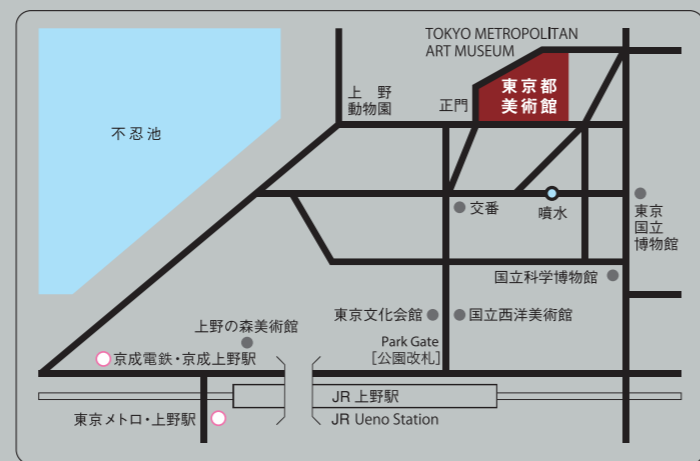 TOKYO METROPOLITAN
ART MUSEUM
東京都
美術館
上野
動物園
正門
不忍池
交番
噴水
東京
国立
博物館
国立科学博物館
東京文化会館
国立西洋美術館
上野の森美術館
Park Gate
[公園改札]
京成電鉄・京成上野駅
JR 上野駅
東京メトロ・上野駅
JR Ueno Station